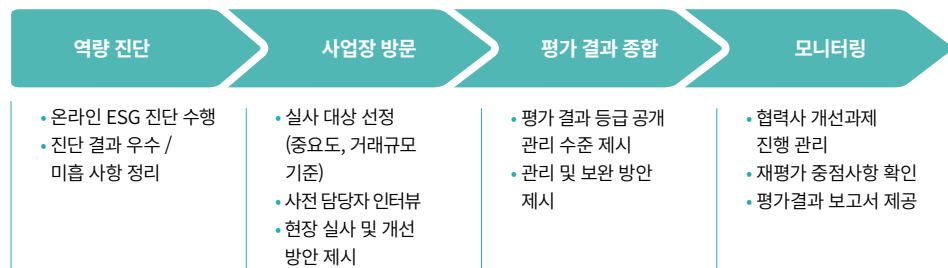 역량 진단
사업장 방문
평가 결과 종합
모니터링
• 온라인 ESG 진단 수행
• 진단 결과 우수 /
미흡 사항 정리
• 실사 대상 선정
(중요도, 거래규모
기준)
• 사전 담당자 인터뷰
• 현장 실사 및 개선
방안 제시
• 평가 결과 등급 공개
관리 수준 제시
• 관리 및 보완 방안
제시
• 협력사 개선과제
진행 관리
• 재평가 중점사항 확인
• 평가결과 보고서 제공